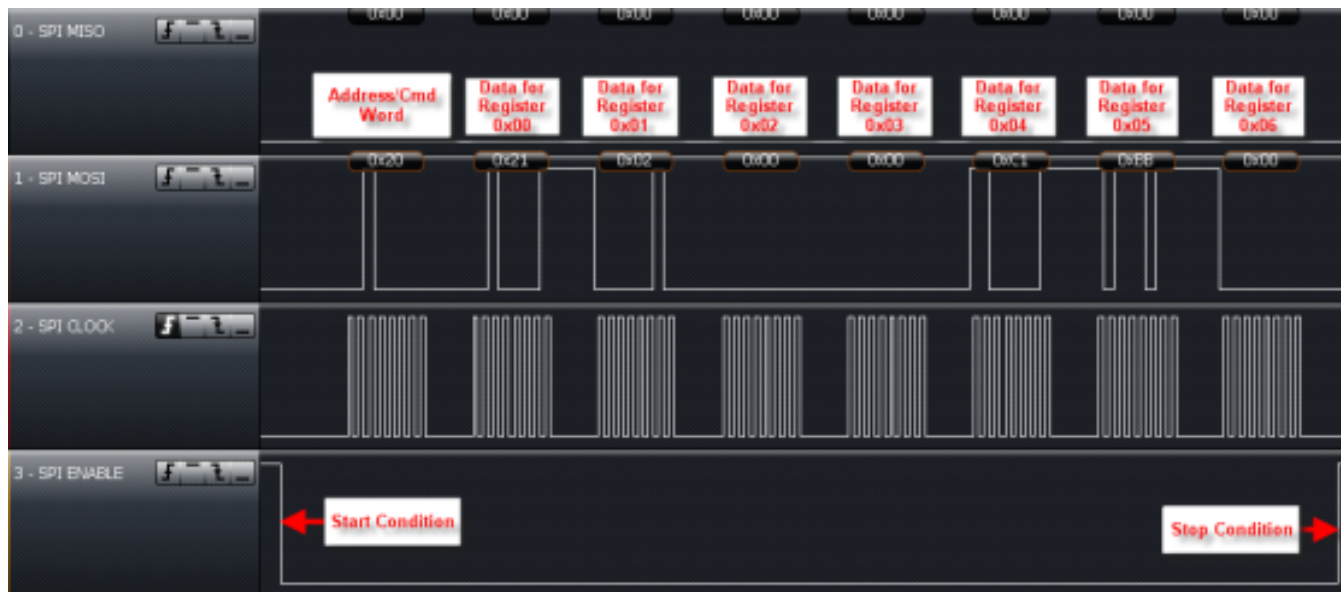 0x00 0x00 0x00 0x00 0x00 0x00 0x00 0x00
0 - SPI MISO
Address/Cmd
Word
Data for
Register
0x00
Data for
Register
0x01
Data for
Register
0x02
Data for
Register
0x03
Data for
Register
0x04
Data for
Register
0x05
Data for
Register
0x06
0x20 0x21 0x02 0x00 0x00 0xC1 0xBB 0x00
1 - SPI MOSI
2 - SPI CLOCK
3 - SPI ENABLE
Start Condition
Stop Condition